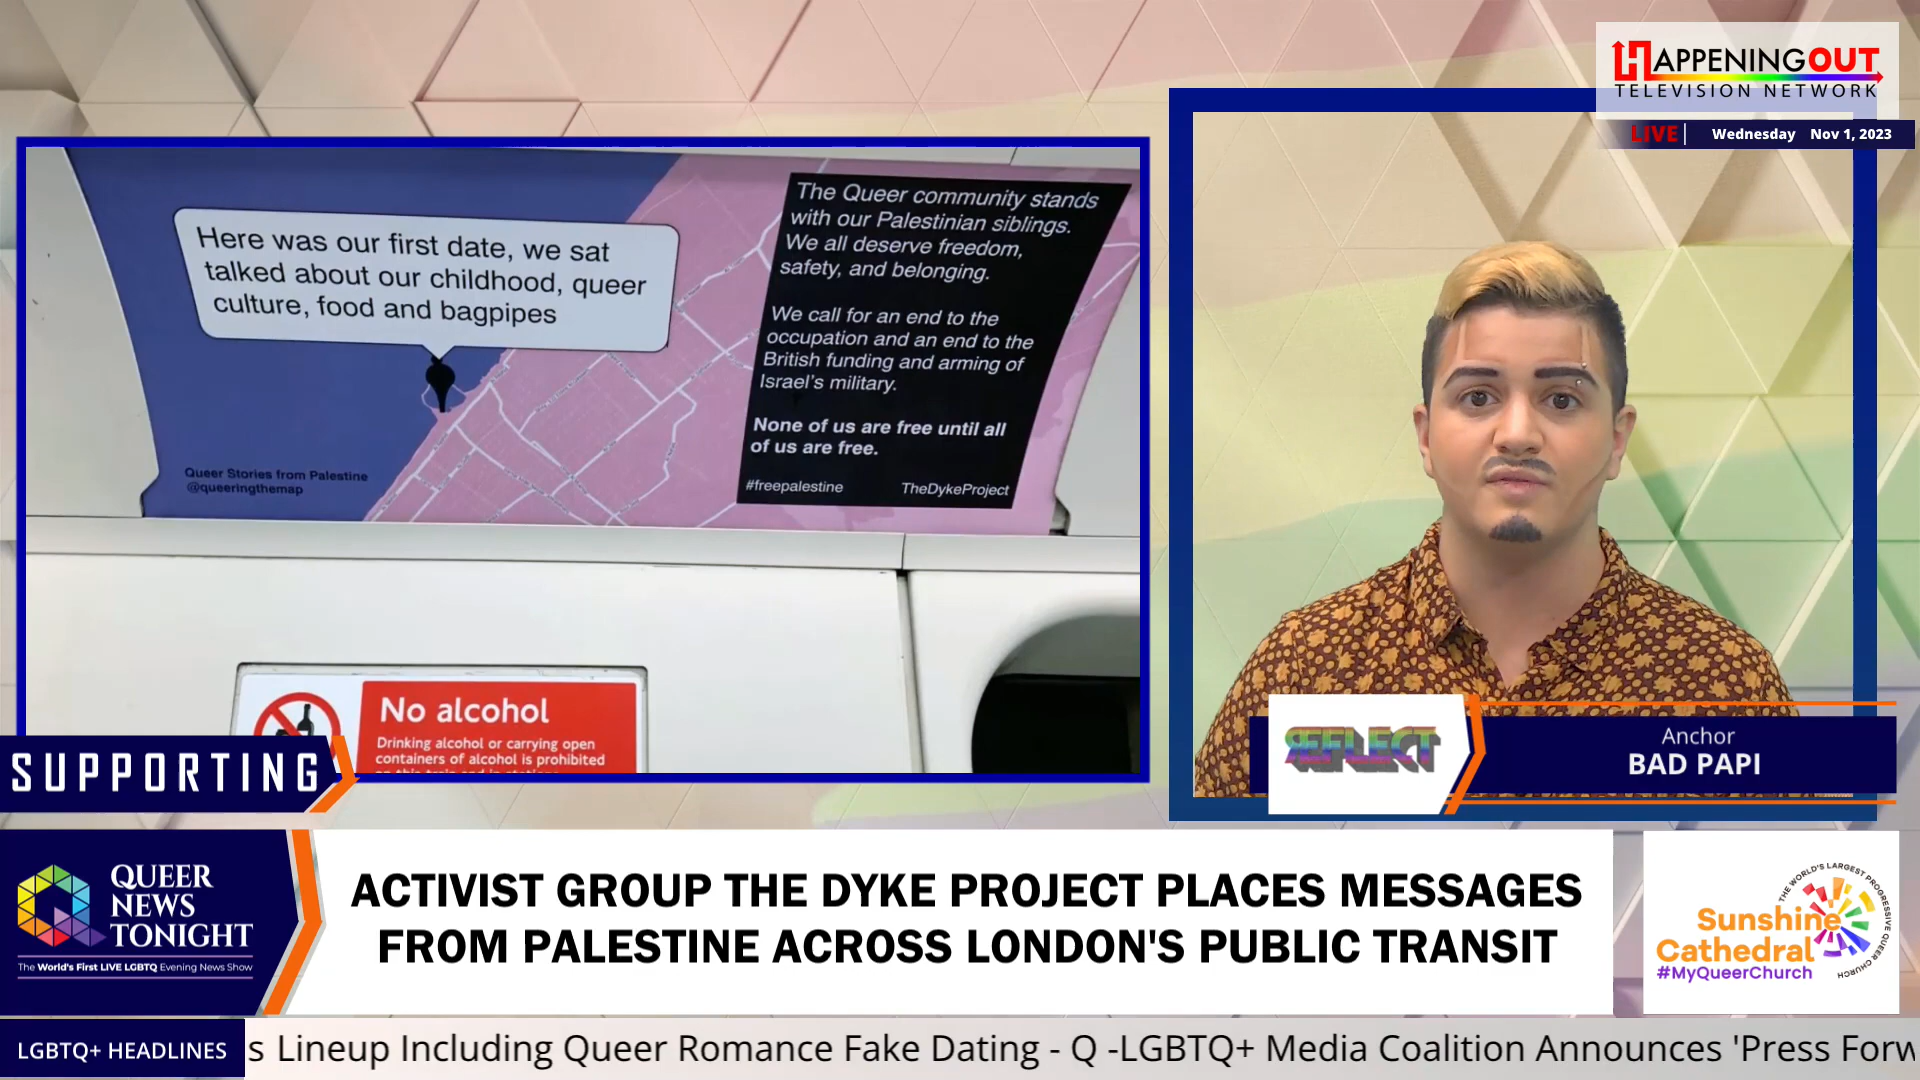 HAPPENINGOUT
TELEVISION NETWORK
LIVE | Wednesday Nov 1, 2023
Here was our first date, we sat
talked about our childhood, queer
culture, food and bagpipes
Queer Stories from Palestine
@queeringthemap
The Queer community stands
with our Palestinian siblings.
We all deserve freedom,
safety, and belonging.
We call for an end to the
occupation and an end to the
British funding and arming of
Israel's military.
None of us are free until all
of us are free.
#freepalestine TheDykeProject
No alcohol
Drinking alcohol or carrying open
containers of alcohol is prohibited
SUPPORTING
REFLECT
Anchor
BAD PAPI
QUEER
NEWS
TONIGHT
The World's First LIVE LGBTQ Evening News Show
ACTIVIST GROUP THE DYKE PROJECT PLACES MESSAGES
FROM PALESTINE ACROSS LONDON'S PUBLIC TRANSIT
THE WORLD'S LARGEST PROGRESSIVE QUEER CHURCH
Sunshine
Cathedral
#MyQueerChurch
LGBTQ+ HEADLINES
s Lineup Including Queer Romance Fake Dating - Q -LGBTQ+ Media Coalition Announces 'Press Forw